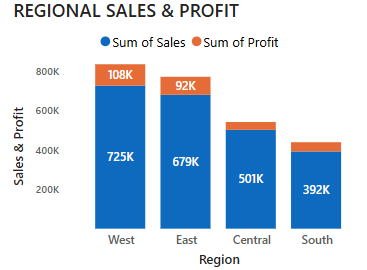 REGIONAL SALES & PROFIT
Sum of Sales Sum of Profit
Sales & Profit
800K
600K
400K
200K
108K
725K
92K
679K
501K
392K
West East Central South
Region